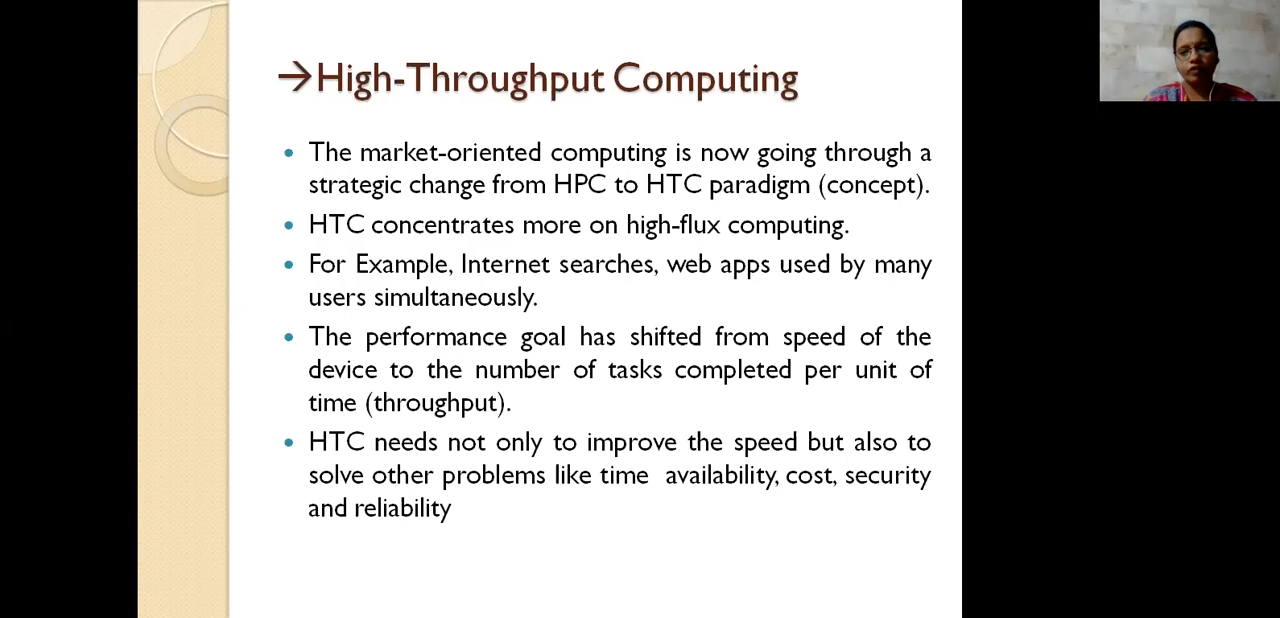 →High-Throughput Computing
• The market-oriented computing is now going through a
strategic change from HPC to HTC paradigm (concept).
• HTC concentrates more on high-flux computing.
• For Example, Internet searches, web apps used by many
users simultaneously.
• The performance goal has shifted from speed of the
device to the number of tasks completed per unit of
time (throughput).
• HTC needs not only to improve the speed but also to
solve other problems like time availability, cost, security
and reliability